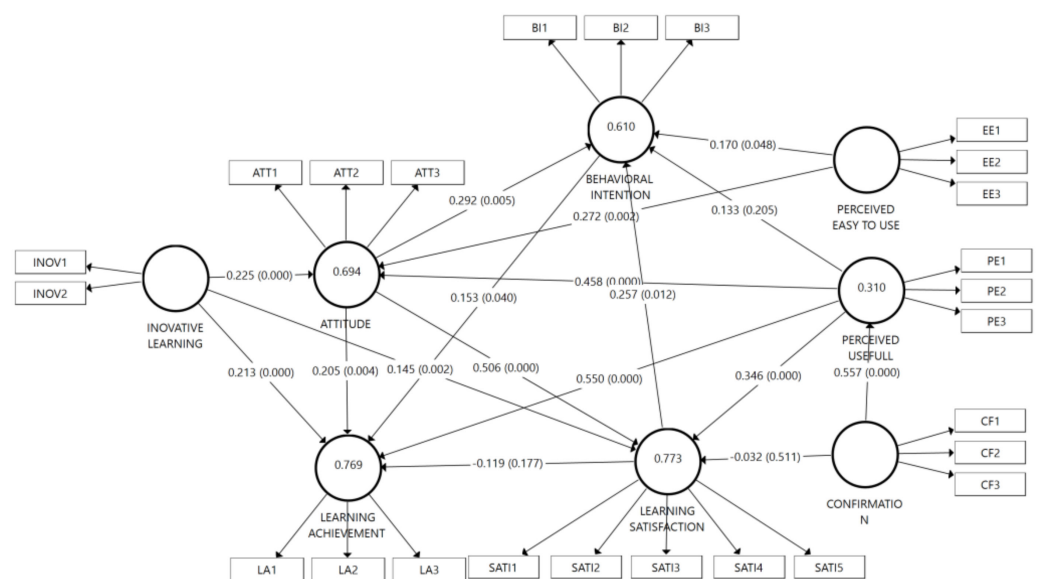 BI1
BI2
BI3
0.610
BEHAVIORAL
INTENTION
0.170 (0.048)
EE1
EE2
EE3
PERCEIVED
EASY TO USE
ATT1
ATT2
ATT3
0.292 (0.005)
0.272 (0.002)
0.133 (0.205)
INOV1
INOV2
INOVATIVE
LEARNING
0.225 (0.000)
0.694
ATTITUDE
0.458 (0.000)
0.257 (0.012)
0.153 (0.040)
0.310
PERCEIVED
USEFULL
PE1
PE2
PE3
0.557 (0.000)
0.213 (0.000)
0.205 (0.004)
0.145 (0.002)
0.506 (0.000)
0.550 (0.000)
0.346 (0.000)
0.769
LEARNING
ACHIEVEMENT
-0.119 (0.177)
0.773
LEARNING
SATISFACTION
-0.032 (0.511)
CONFIRMATIO
N
CF1
CF2
CF3
LA1
LA2
LA3
SATI1
SATI2
SATI3
SATI4
SATI5